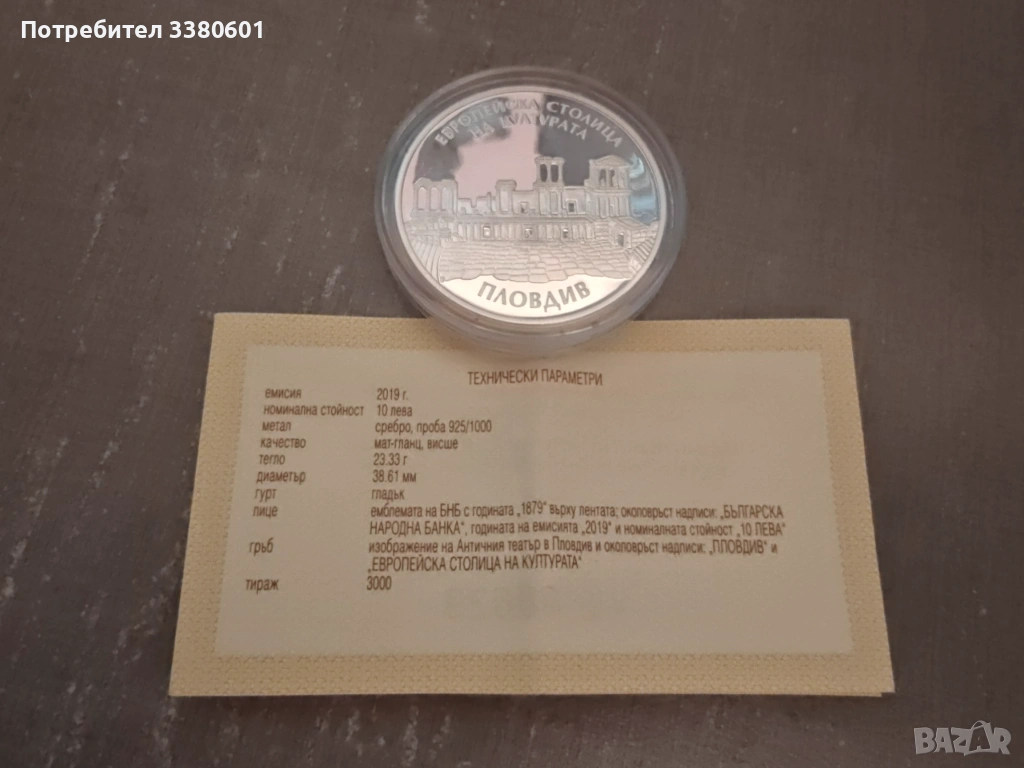 Потребител 3380601
ЕВРОПЕЙСКА СТОЛИЦА
НА КУЛТУРАТА
ПЛОВДИВ
ТЕХНИЧЕСКИ ПАРАМЕТРИ
емисия 2019 г.
номинална стойност 10 лева
метал сребро, проба 925/1000
качество мат-гланц, висше
тегло 23.33 г
диаметър 38.61 мм
гурт гладък
лице емблемата на БНБ с годината „1879" върху лентата; околовръст надписи: „БЪЛГАРСКА
НАРОДНА БАНКА", годината на емисията „2019" и номиналната стойност „10 ЛЕВА"
гръб изображение на Античния театър в Пловдив и околовръст надписи: „ПЛОВДИВ" и
„ЕВРОПЕЙСКА СТОЛИЦА НА КУЛТУРАТА"
тираж 3000
BAZAR